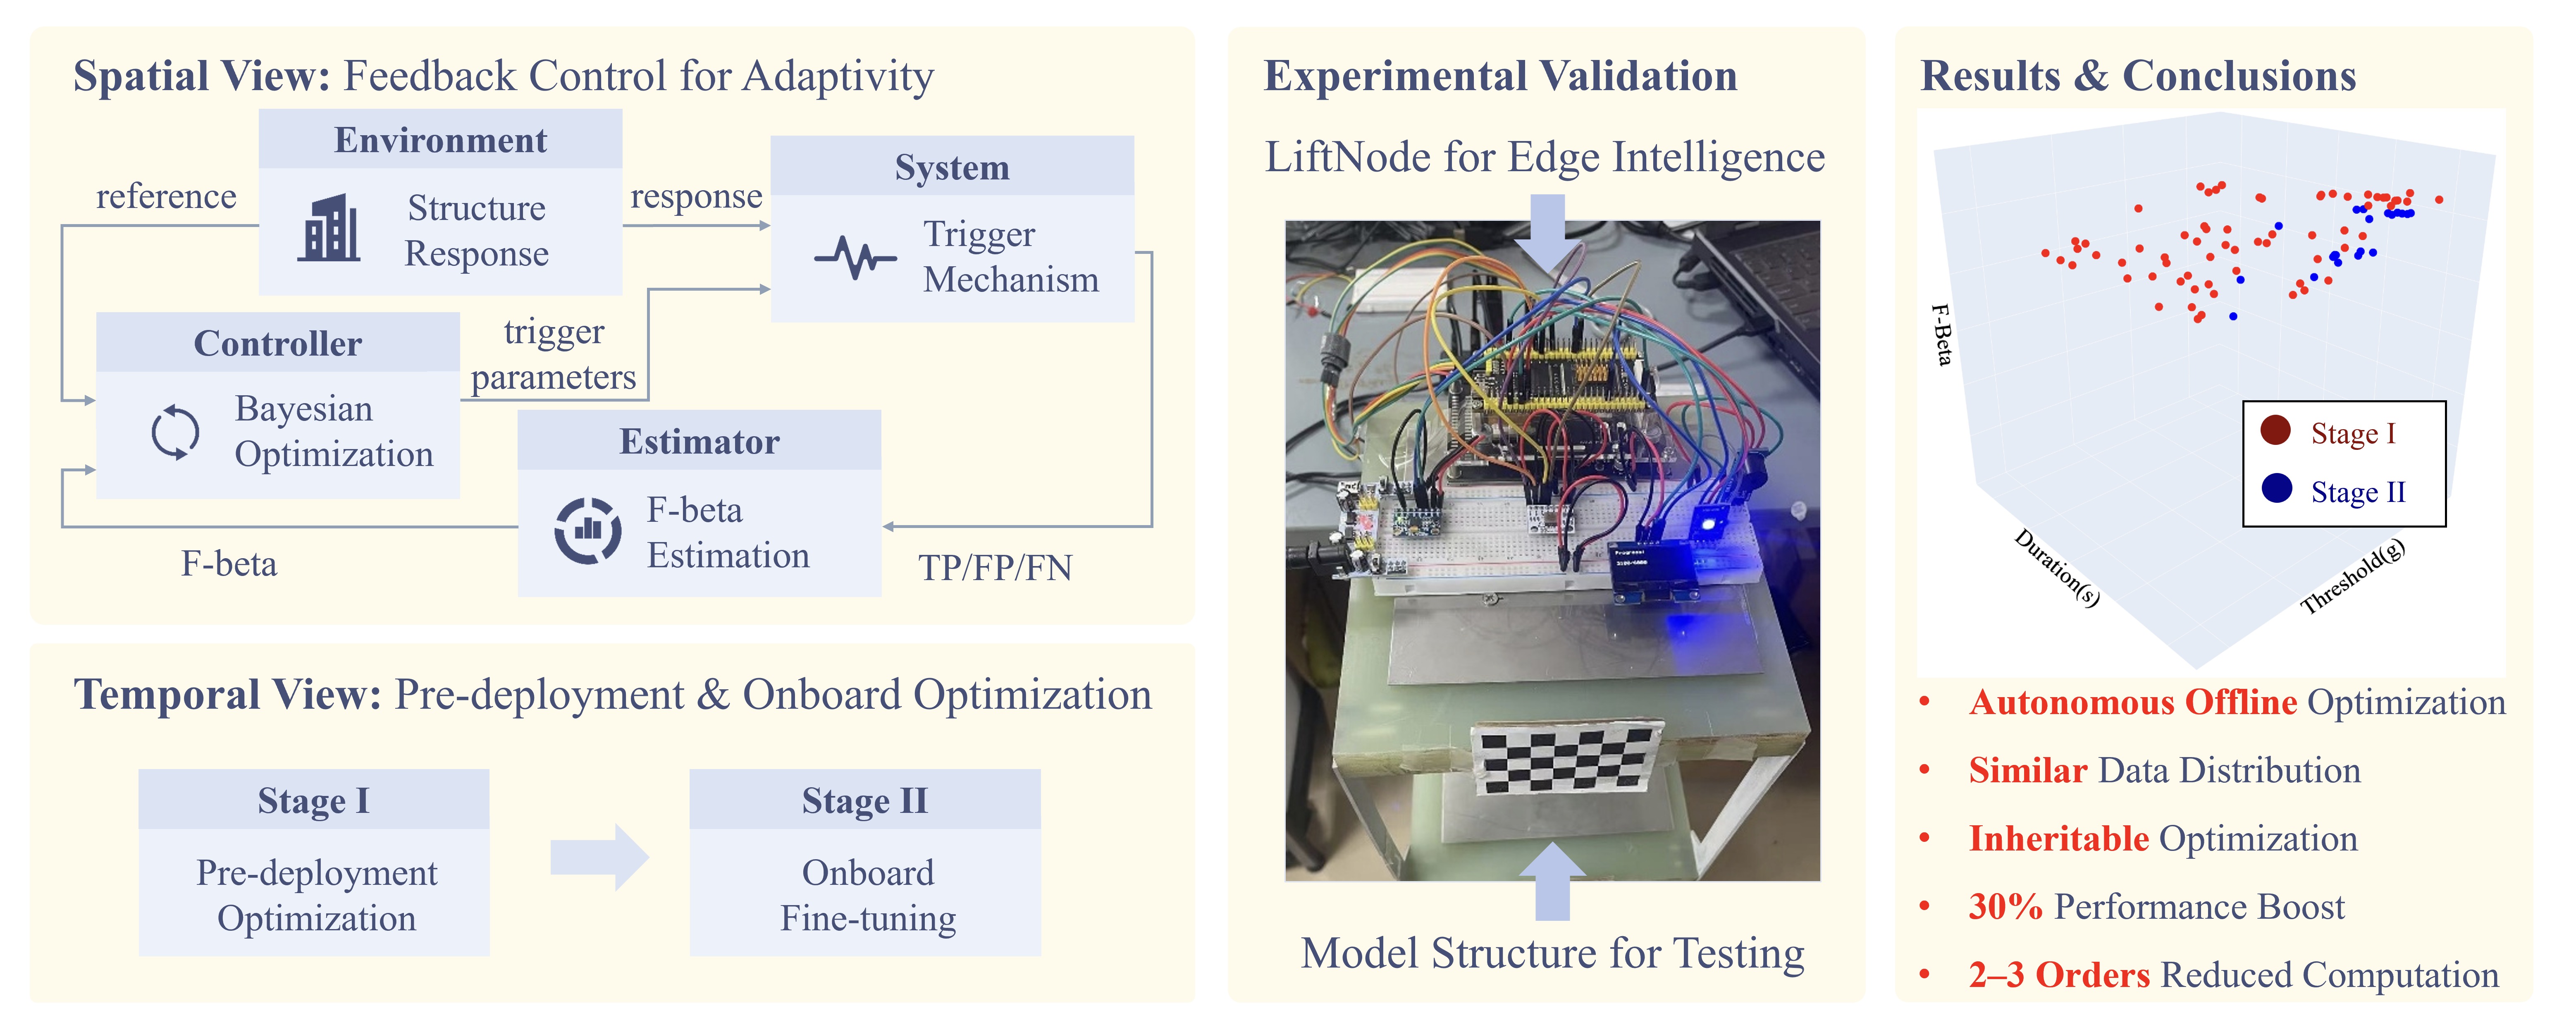 Spatial View: Feedback Control for Adaptivity
Environment
Structure
Response
reference
response
System
Trigger
Mechanism
Controller
Bayesian
Optimization
trigger
parameters
Estimator
F-beta
Estimation
F-beta
TP/FP/FN
Temporal View: Pre-deployment & Onboard Optimization
Stage I
Pre-deployment
Optimization
Stage II
Onboard
Fine-tuning
Experimental Validation
LiftNode for Edge Intelligence
Model Structure for Testing
Results & Conclusions
F-Beta
Stage I
Stage II
Duration(s)
Threshold(g)
• Autonomous Offline Optimization
• Similar Data Distribution
• Inheritable Optimization
• 30% Performance Boost
• 2–3 Orders Reduced Computation